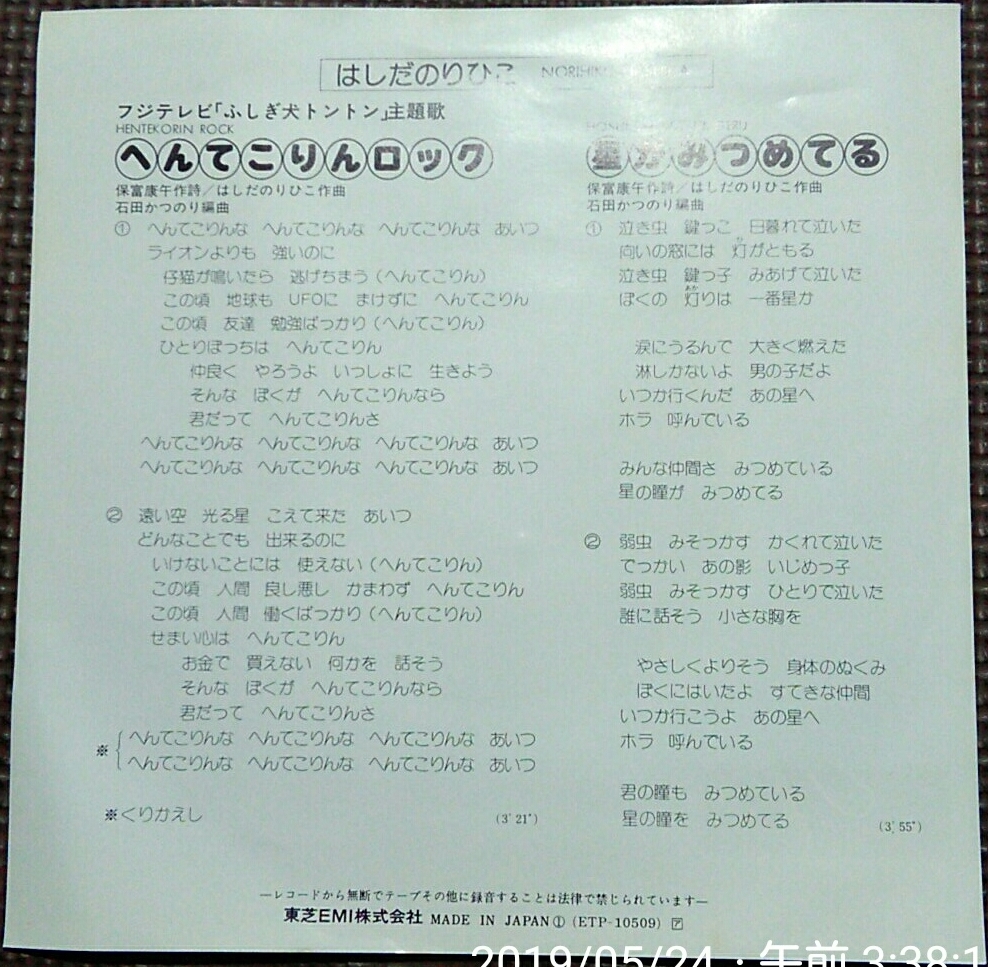 はしだのりひこ
フジテレビ「ふしぎ犬トントン」主題歌
HENTEKORIN ROCK
へんてこりんロック
保富康午作詩／はしだのりひこ作曲
石田かつのり編曲
① へんてこりんな へんてこりんな へんてこりんな あいつ
ライオンよりも 強いのに
仔猫が鳴いたら 逃げちまう（へんてこりん）
この頃 地球も UFOに まけずに へんてこりん
この頃 友達 勉強ばっかり（へんてこりん）
ひとりぼっちは へんてこりん
仲良く やろうよ いっしょに 生きよう
そんな ぼくが へんてこりんなら
君だって へんてこりんさ
へんてこりんな へんてこりんな へんてこりんな あいつ
へんてこりんな へんてこりんな へんてこりんな あいつ
② 遠い空 光る星 こえて来た あいつ
どんなことでも 出来るのに
いけないことには 使えない（へんてこりん）
この頃 人間 良し悪し かまわず へんてこりん
この頃 人間 働くばっかり（へんてこりん）
せまい心は へんてこりん
お金で 買えない 何かを 話そう
そんな ぼくが へんてこりんなら
君だって へんてこりんさ
※ へんてこりんな へんてこりんな へんてこりんな あいつ
へんてこりんな へんてこりんな へんてこりんな あいつ
※くりかえし
(3′21″)
星がみつめてる
保富康午作詩／はしだのりひこ作曲
石田かつのり編曲
① 泣き虫 鍵っこ 日暮れて泣いた
向いの窓には 灯がともる
泣き虫 鍵っ子 みあげて泣いた
ぼくの 灯りは 一番星か
涙にうるんで 大きく燃えた
淋しかないよ 男の子だよ
いつか行くんだ あの星へ
ホラ 呼んでいる
みんな仲間さ みつめている
星の瞳が みつめてる
② 弱虫 みそっかす かくれて泣いた
でっかい あの影 いじめっ子
弱虫 みそっかす ひとりで泣いた
誰に話そう 小さな胸を
やさしくよりそう 身体のぬくみ
ぼくにはいたよ すてきな仲間
いつか行こうよ あの星へ
ホラ 呼んでいる
君の瞳も みつめている
星の瞳を みつめてる
(3′55″)
—レコードから無断でテープその他に録音することは法律で禁じられています—
東芝EMI株式会社 MADE IN JAPAN① (ETP-10509) ア
2019/05/24・午前 3:38:1